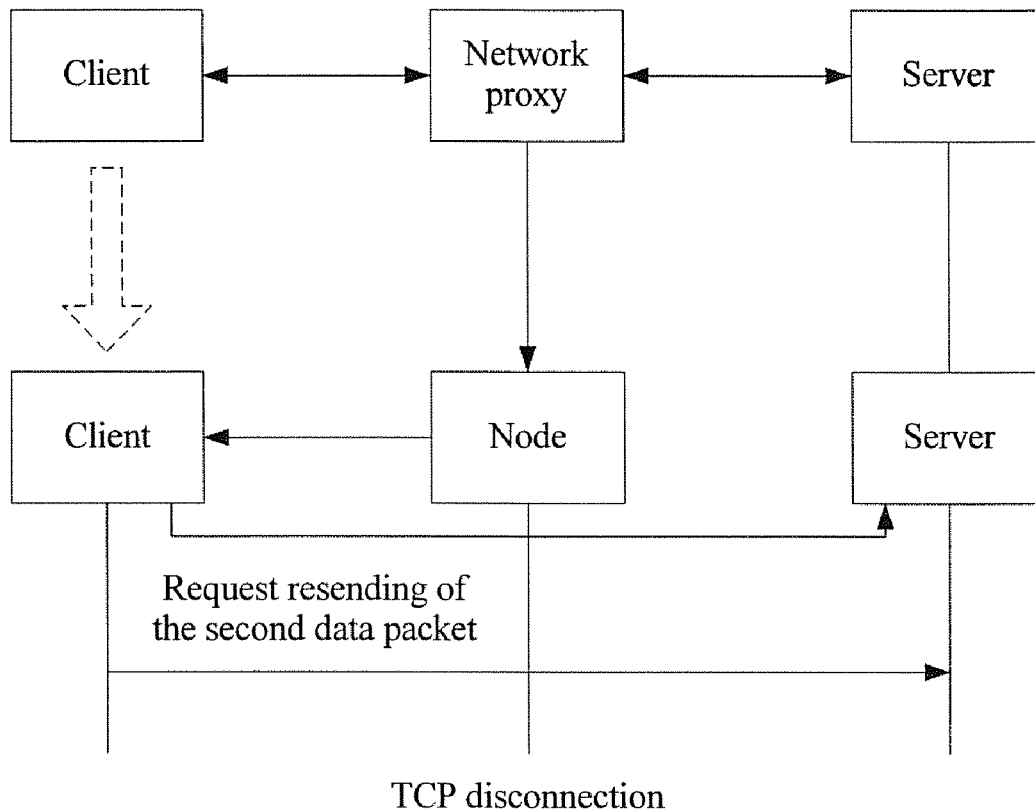 Client
Network
proxy
Server
Client
Node
Server
Request resending of
the second data packet
TCP disconnection